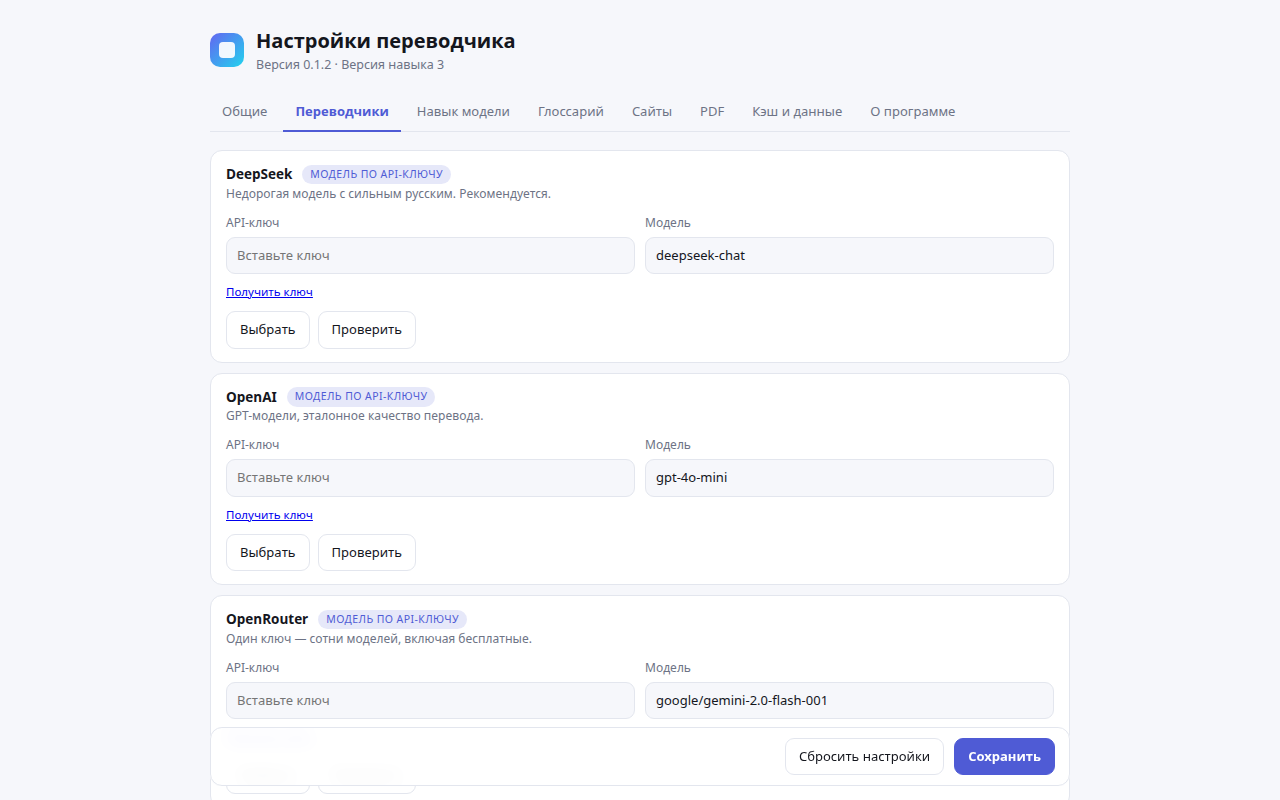 Настройки переводчика
Версия 0.1.2 · Версия навыка 3
Общие Переводчики Навык модели Глоссарий Сайты PDF Кэш и данные О программе
DeepSeek МОДЕЛЬ ПО API-КЛЮЧУ
Недорогая модель с сильным русским. Рекомендуется.
API-ключ Модель
Вставьте ключ deepseek-chat
Получить ключ
Выбрать Проверить
OpenAI МОДЕЛЬ ПО API-КЛЮЧУ
GPT-модели, эталонное качество перевода.
API-ключ Модель
Вставьте ключ gpt-4o-mini
Получить ключ
Выбрать Проверить
OpenRouter МОДЕЛЬ ПО API-КЛЮЧУ
Один ключ — сотни моделей, включая бесплатные.
API-ключ Модель
Вставьте ключ google/gemini-2.0-flash-001
Сбросить настройки Сохранить